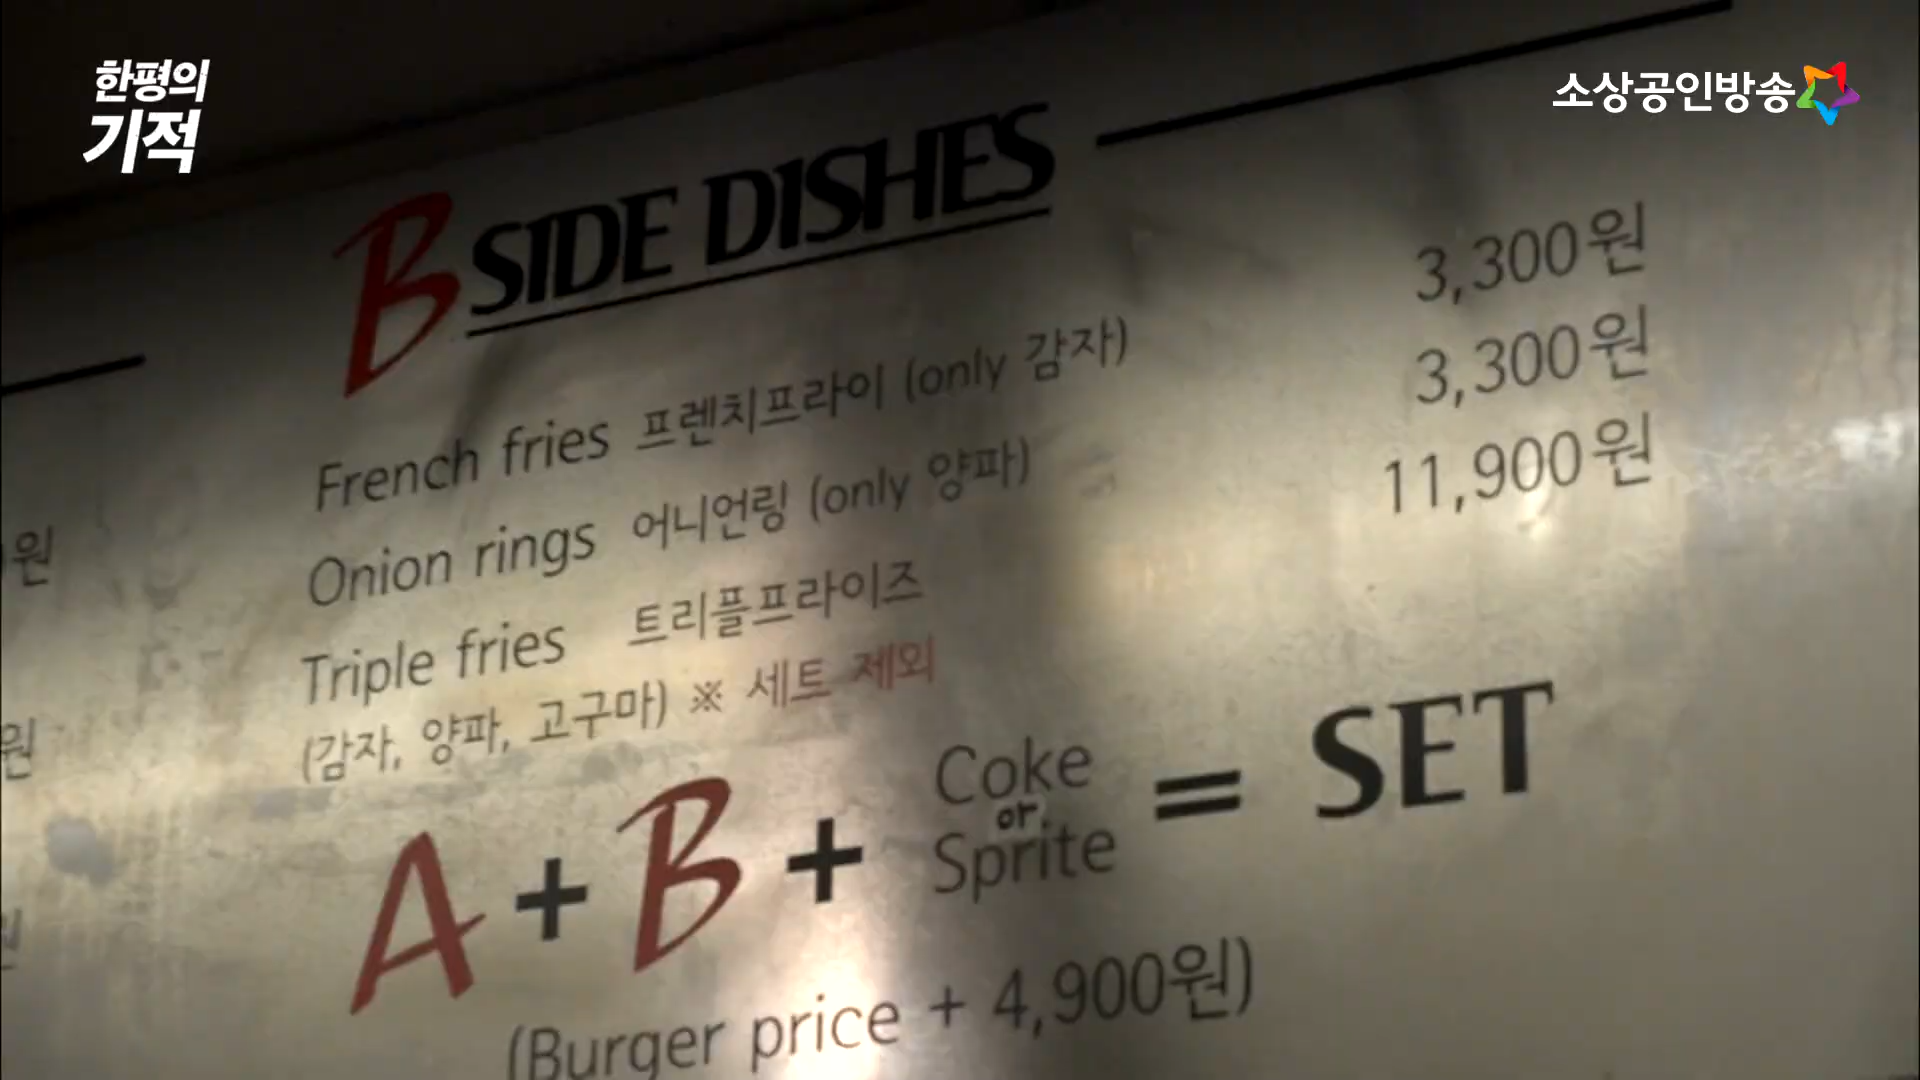 한평의
기적
소상공인방송
B SIDE DISHES
French fries 프렌치프라이 (only 감자) 3,300원
Onion rings 어니언링 (only 양파) 3,300원
Triple fries 트리플프라이즈 11,900원
(감자, 양파, 고구마) ※ 세트 제외
A + B + Coke or Sprite = SET
(Burger price + 4,900원)
원
원
원